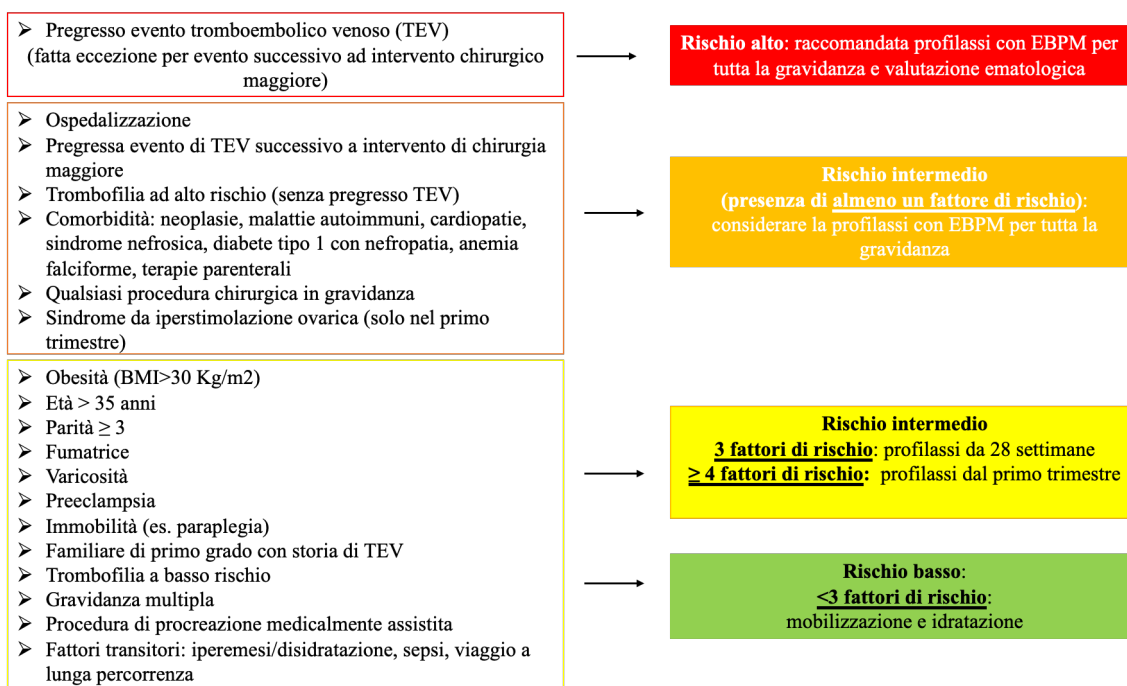 ➢ Pregresso evento tromboembolico venoso (TEV)
(fatta eccezione per evento successivo ad intervento chirurgico
maggiore)
Rischio alto: raccomandata profilassi con EBPM per
tutta la gravidanza e valutazione ematologica
➢ Ospedalizzazione
➢ Pregressa evento di TEV successivo a intervento di chirurgia
maggiore
➢ Trombofilia ad alto rischio (senza pregresso TEV)
➢ Comorbidità: neoplasie, malattie autoimmuni, cardiopatie,
sindrome nefrosica, diabete tipo 1 con nefropatia, anemia
falciforme, terapie parenterali
➢ Qualsiasi procedura chirurgica in gravidanza
➢ Sindrome da iperstimolazione ovarica (solo nel primo
trimestre)
Rischio intermedio
(presenza di almeno un fattore di rischio):
considerare la profilassi con EBPM per tutta la
gravidanza
➢ Obesità (BMI>30 Kg/m2)
➢ Età > 35 anni
➢ Parità ≥ 3
➢ Fumatrice
➢ Varicosità
➢ Preeclampsia
➢ Immobilità (es. paraplegia)
➢ Familiare di primo grado con storia di TEV
➢ Trombofilia a basso rischio
➢ Gravidanza multipla
➢ Procedura di procreazione medicalmente assistita
➢ Fattori transitori: iperemesi/disidratazione, sepsi, viaggio a
lunga percorrenza
Rischio intermedio
3 fattori di rischio: profilassi da 28 settimane
≥ 4 fattori di rischio: profilassi dal primo trimestre
Rischio basso:
<3 fattori di rischio:
mobilizzazione e idratazione